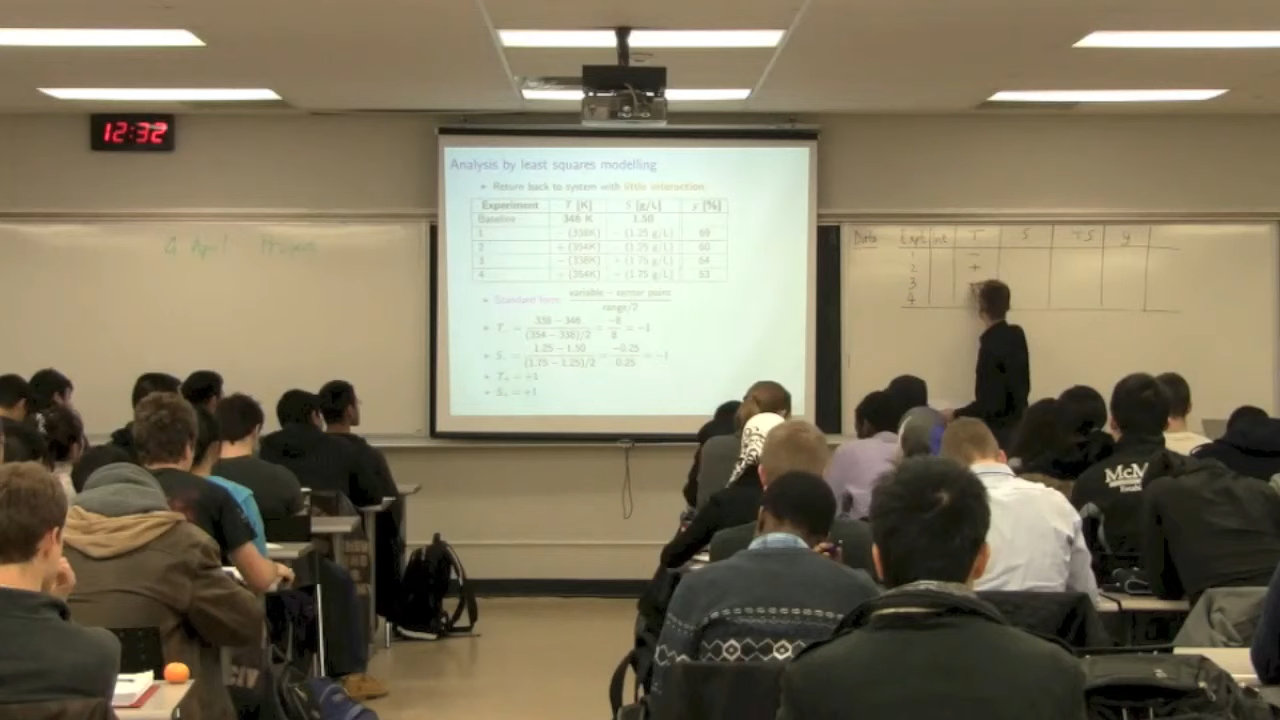 12:32
Analysis by least squares modelling
Return back to system with little interaction:
Experiment T [K] S [g/L] y [%]
Baseline 346 K 1.50
1 − (338K) − (1.25 g/L) 69
2 + (354K) − (1.25 g/L) 60
3 − (338K) + (1.75 g/L) 64
4 + (354K) + (1.75 g/L) 53
Standard form: variable − center point
range/2
T− = 338 − 346 / (354 − 338)/2 = −8 / 8 = −1
S− = 1.25 − 1.50 / (1.75 − 1.25)/2 = −0.25 / 0.25 = −1
T+ = +1
S+ = +1
April
Data Expt Int T S TS y
1 −
2 +
3
4
McM